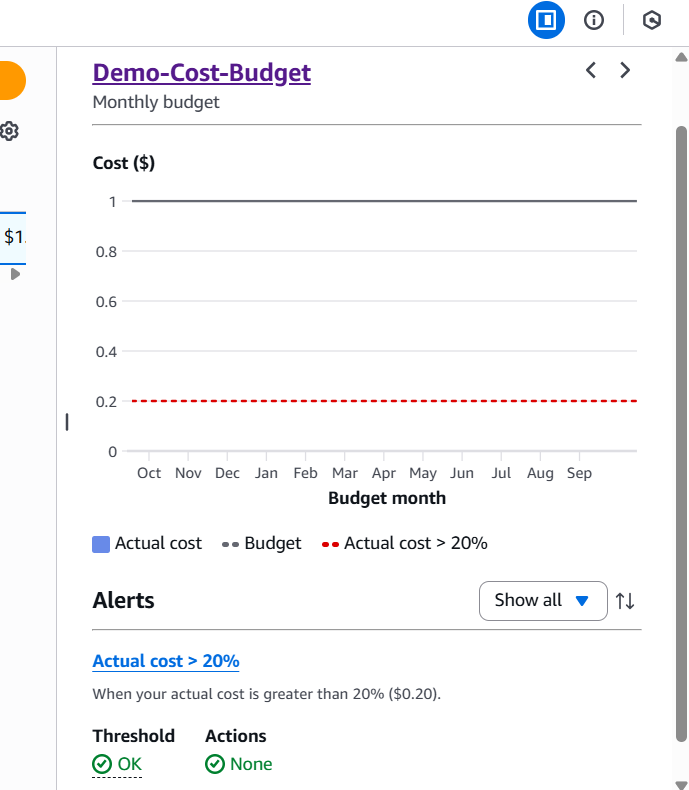 Demo-Cost-Budget
Monthly budget
$1.
Cost ($)
1
0.8
0.6
0.4
0.2
0
Oct Nov Dec Jan Feb Mar Apr May Jun Jul Aug Sep
Budget month
Actual cost Budget Actual cost > 20%
Alerts
Show all
Actual cost > 20%
When your actual cost is greater than 20% ($0.20).
Threshold Actions
OK None